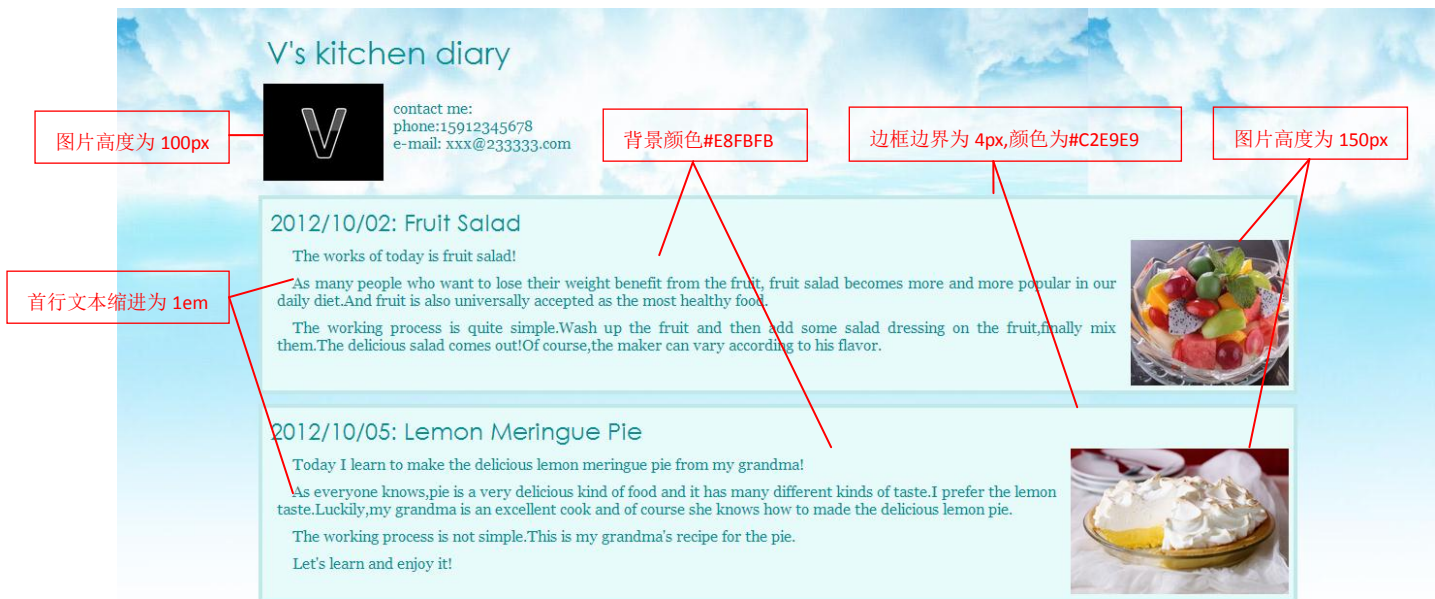 V's kitchen diary
V
contact me:
phone:15912345678
e-mail: xxx@233333.com
图片高度为 100px
背景颜色#E8FBFB
边框边界为 4px,颜色为#C2E9E9
图片高度为 150px
首行文本缩进为 1em
2012/10/02: Fruit Salad
The works of today is fruit salad!
As many people who want to lose their weight benefit from the fruit, fruit salad becomes more and more popular in our
daily diet.And fruit is also universally accepted as the most healthy food.
The working process is quite simple.Wash up the fruit and then add some salad dressing on the fruit,finally mix
them.The delicious salad comes out!Of course,the maker can vary according to his flavor.
2012/10/05: Lemon Meringue Pie
Today I learn to make the delicious lemon meringue pie from my grandma!
As everyone knows,pie is a very delicious kind of food and it has many different kinds of taste.I prefer the lemon
taste.Luckily,my grandma is an excellent cook and of course she knows how to made the delicious lemon pie.
The working process is not simple.This is my grandma's recipe for the pie.
Let's learn and enjoy it!